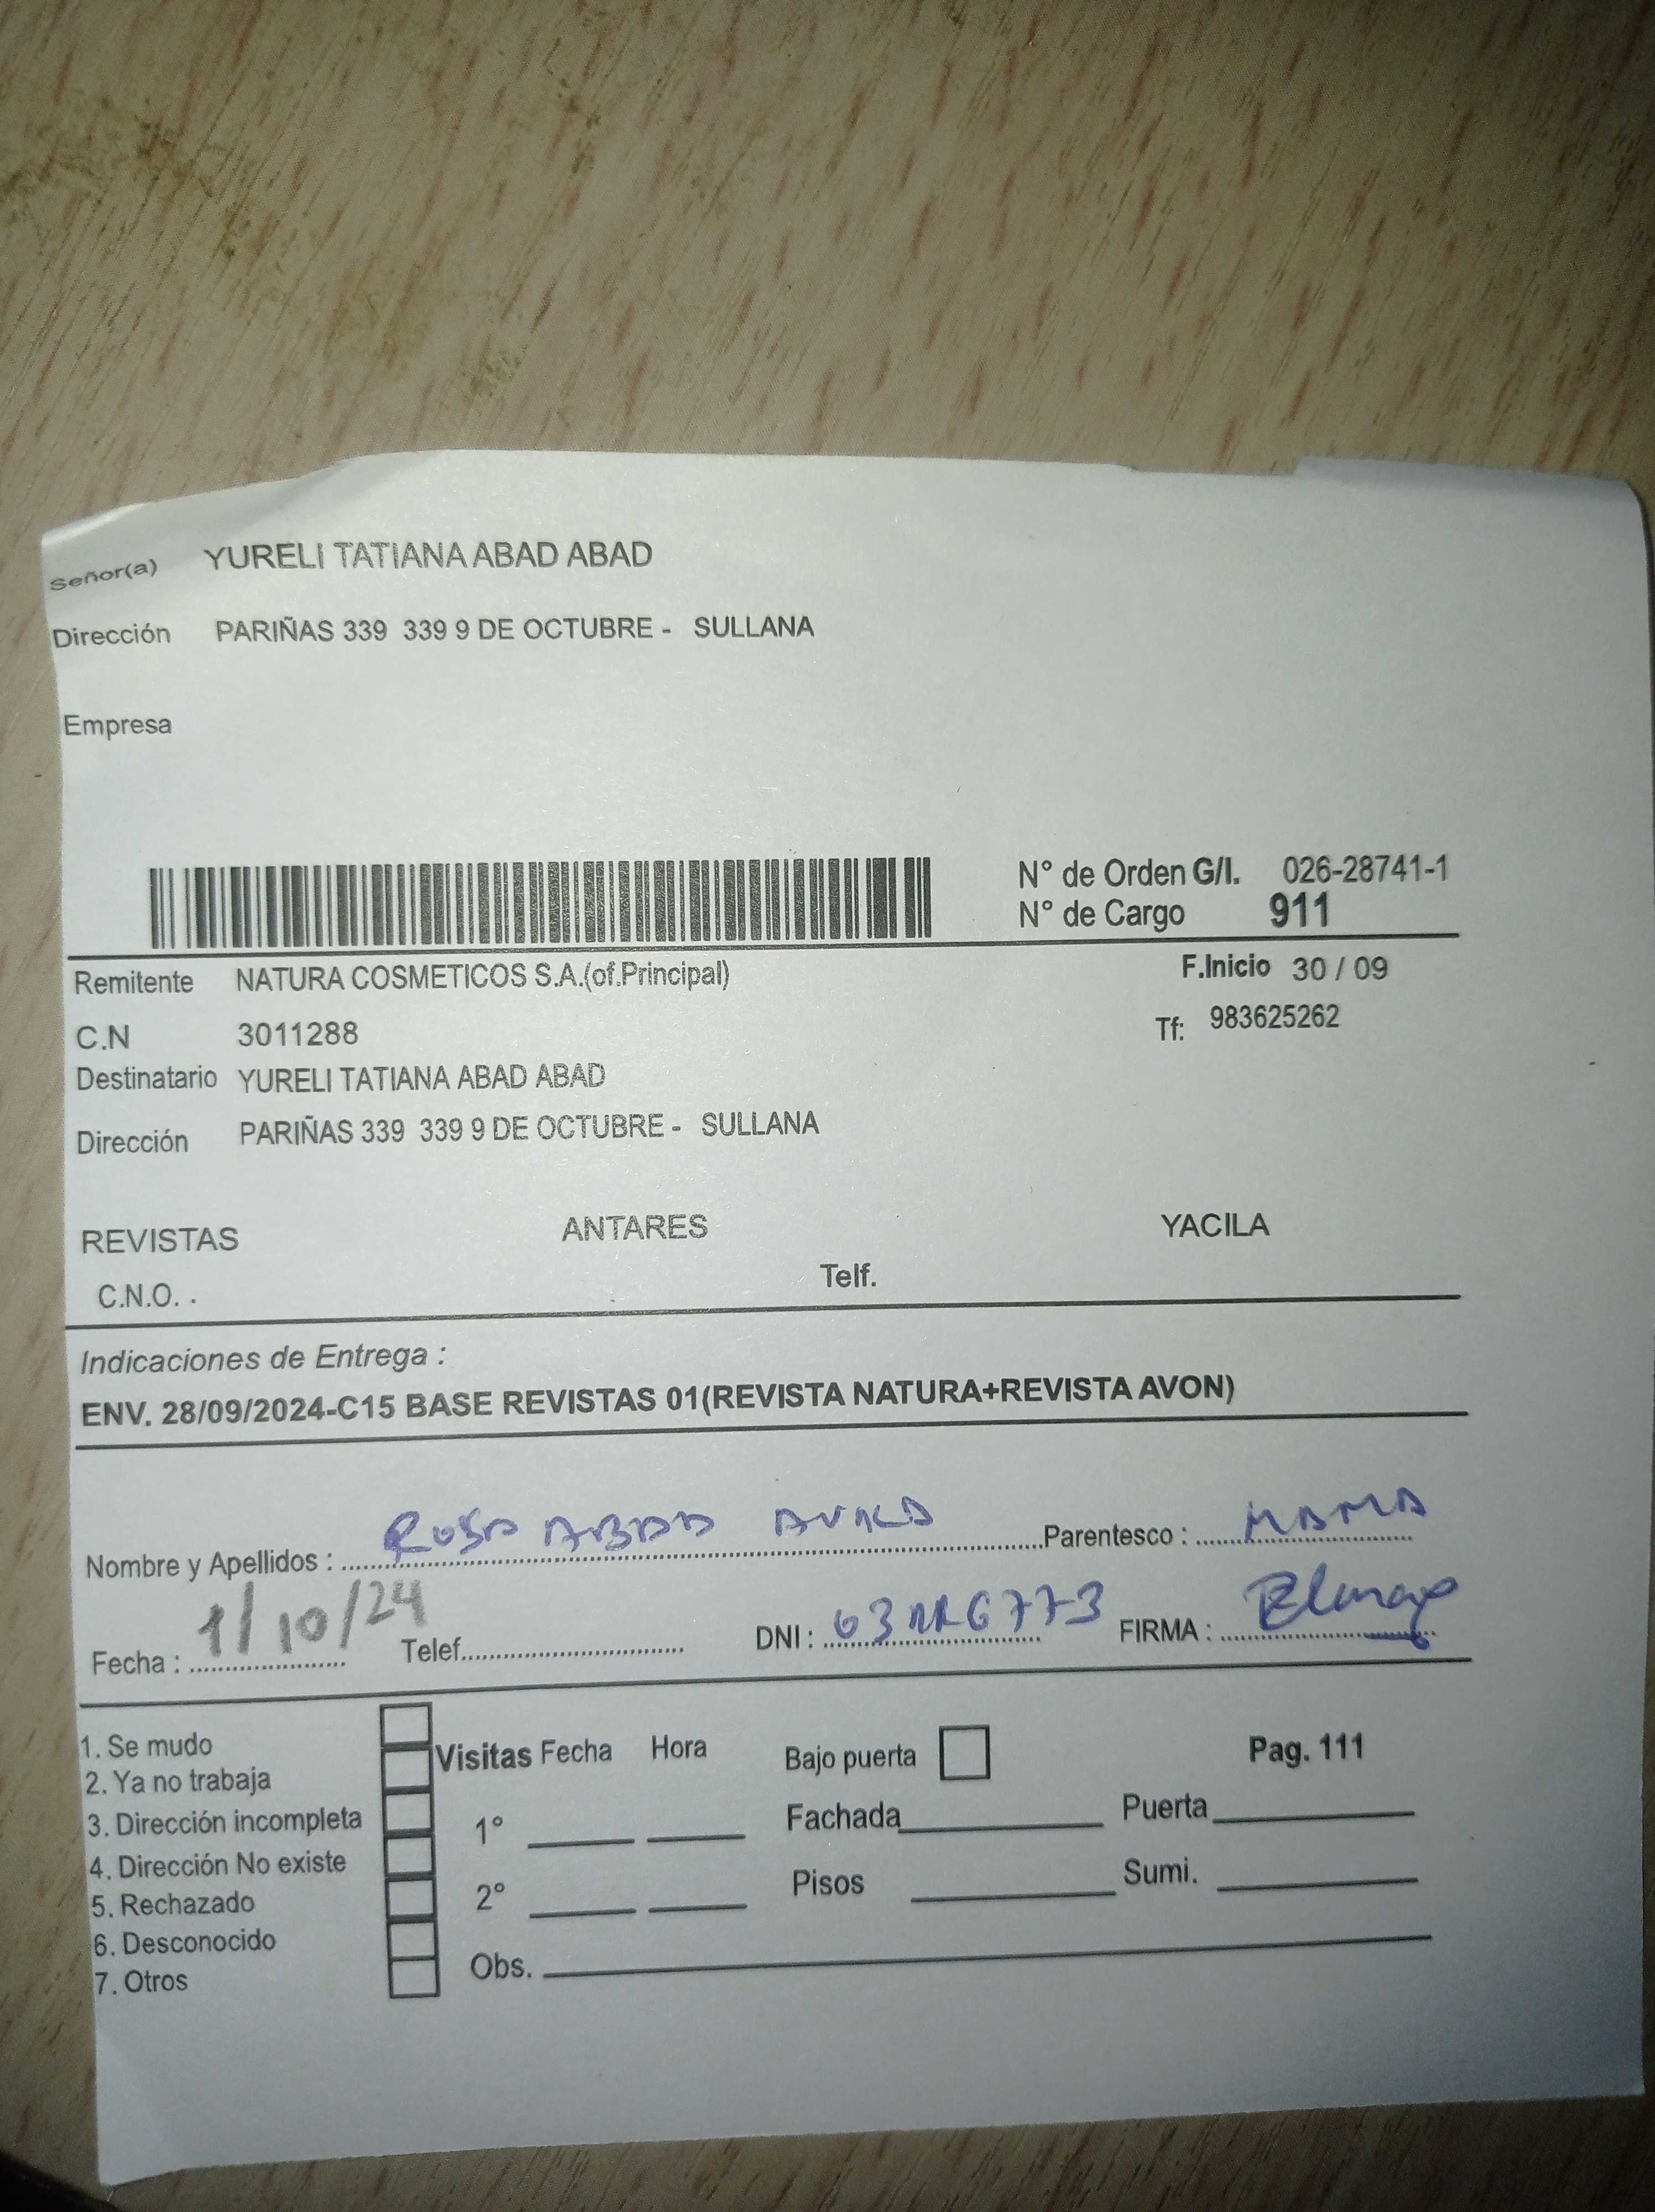 Señor(a) YURELI TATIANA ABAD ABAD
Dirección PARIÑAS 339 339 9 DE OCTUBRE - SULLANA
Empresa
N° de Orden G/I. 026-28741-1
N° de Cargo 911
Remitente NATURA COSMETICOS S.A.(of.Principal) F.Inicio 30 / 09
C.N 3011288 Tf: 983625262
Destinatario YURELI TATIANA ABAD ABAD
Dirección PARIÑAS 339 339 9 DE OCTUBRE - SULLANA
REVISTAS ANTARES YACILA
C.N.O. . Telf.
Indicaciones de Entrega :
ENV. 28/09/2024-C15 BASE REVISTAS 01(REVISTA NATURA+REVISTA AVON)
Nombre y Apellidos : ROSA ABAD AVILA Parentesco : MAMA
Fecha : 1/10/24 Telef. DNI : FIRMA :
1. Se mudo Visitas Fecha Hora Bajo puerta Pag. 111
2. Ya no trabaja
3. Dirección incompleta 1° Fachada Puerta
4. Dirección No existe
5. Rechazado 2° Pisos Sumi.
6. Desconocido
7. Otros Obs.